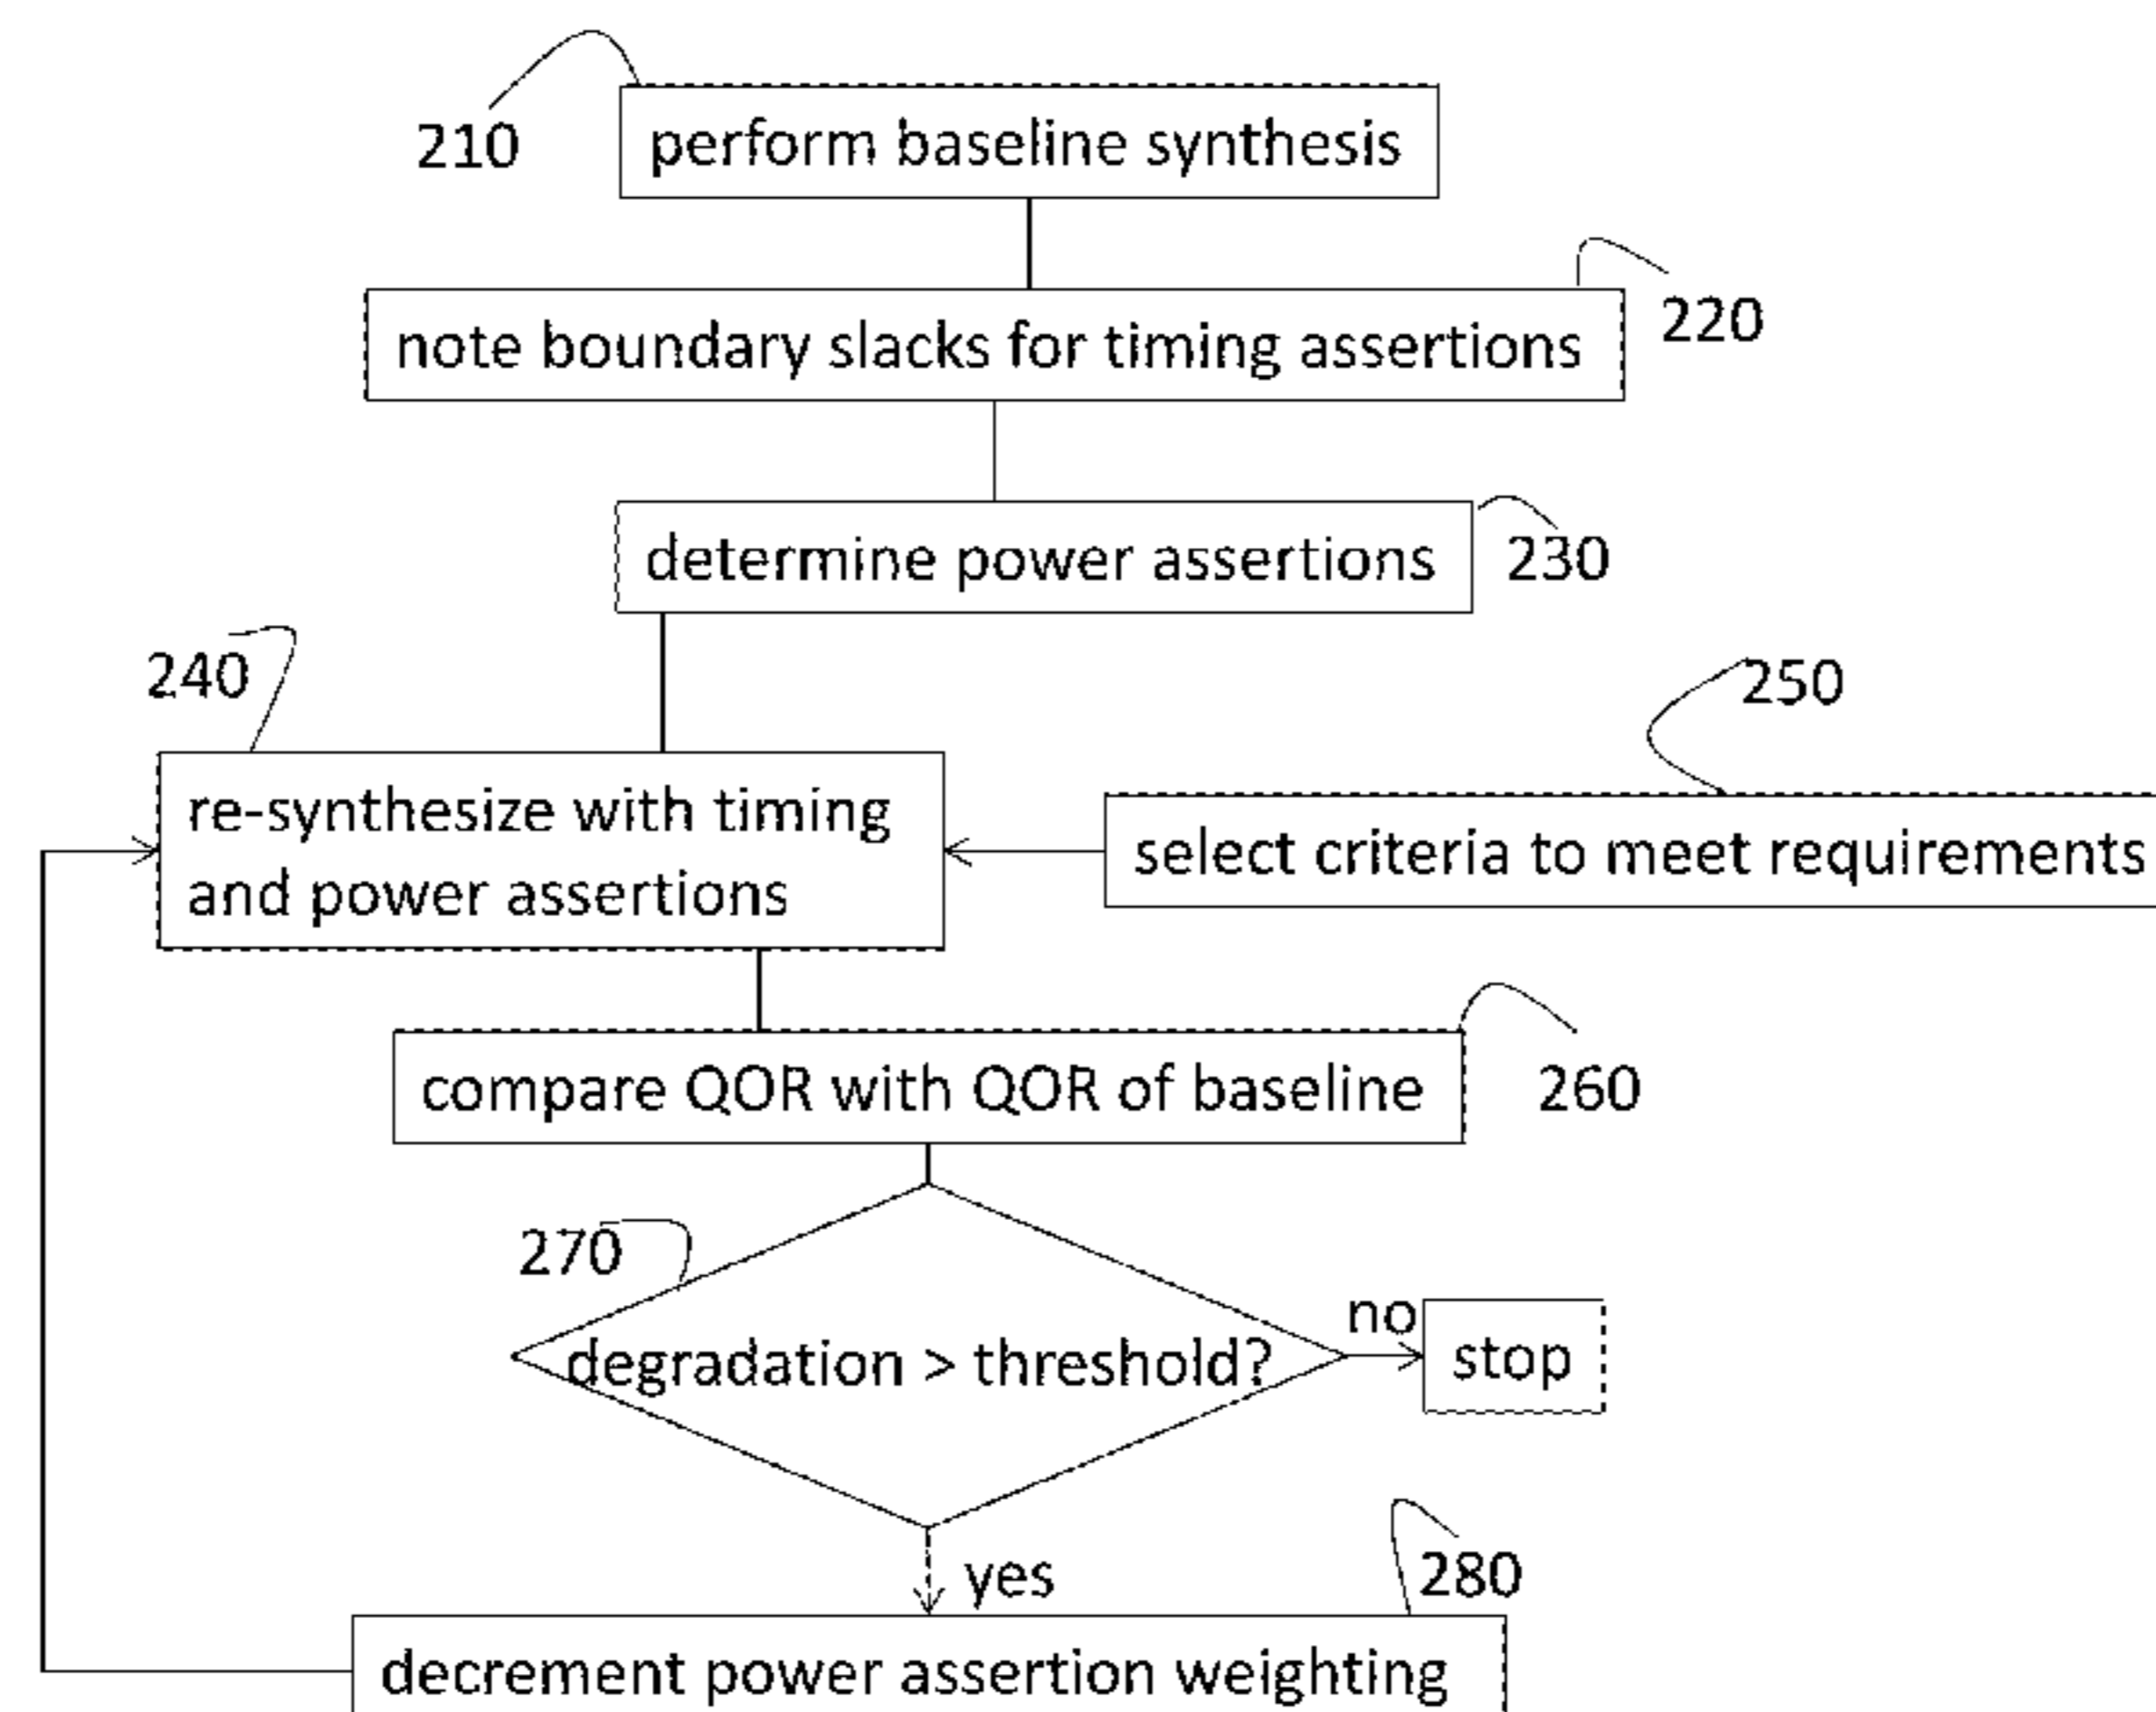 210
perform baseline synthesis
220
note boundary slacks for timing assertions
determine power assertions
230
240
250
re-synthesize with timing
and power assertions
select criteria to meet requirements
compare QOR with QOR of baseline
260
270
degradation > threshold?
no
stop
yes
280
decrement power assertion weighting